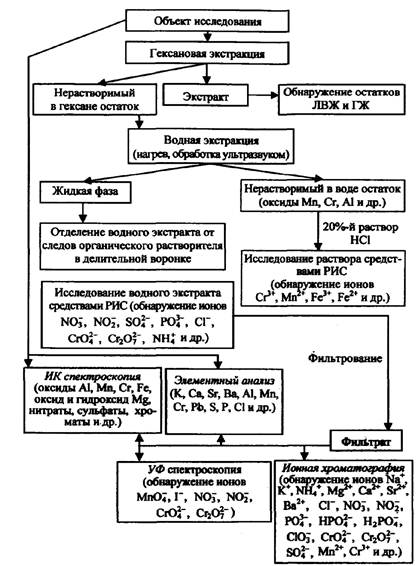 Объект исследования
Гексановая экстракция
Нерастворимый
в гексане остаток
Экстракт
Обнаружение остатков
ЛВЖ и ГЖ
Водная экстракция
(нагрев, обработка ультразвуком)
Жидкая фаза
Нерастворимый в воде остаток
(оксиды Mn, Cr, Al и др.)
Отделение водного экстракта от
следов органического растворителя
в делительной воронке
20%-й раствор
HCl
Исследование раствора средст-
вами РИС (обнаружение ионов
Cr³⁺, Mn²⁺, Fe³⁺, Fe²⁺ и др.)
Исследование водного экстракта
средствами РИС (обнаружение ионов
NO₃⁻, NO₂⁻, SO₄²⁻, PO₄³⁻, Cl⁻,
CrO₄²⁻, Cr₂O₇²⁻, NH₄⁺ и др.)
Фильтрование
ИК спектроскопия
(оксиды Al, Mn, Cr, Fe,
оксид и гидроксид Mg,
нитраты, сульфаты, хро-
маты и др.)
Элементный анализ
(K, Ca, Sr, Ba, Al, Mn,
Cr, Pb, S, P, Cl и др.)
Фильтрат
УФ спектроскопия
(обнаружение ионов
MnO₄⁻, I⁻, NO₃⁻, NO₂⁻,
CrO₄²⁻, Cr₂O₇²⁻)
Ионная хроматография
(обнаружение ионов Na⁺,
K⁺, NH₄⁺, Mg²⁺, Ca²⁺, Sr²⁺,
Ba²⁺, Cl⁻, NO₃⁻, NO₂⁻,
PO₄³⁻, HPO₄²⁻, H₂PO₄⁻,
ClO₃⁻, CrO₄²⁻, Cr₂O₇²⁻,
SO₄²⁻, Mn²⁺, Cr³⁺ и др.)